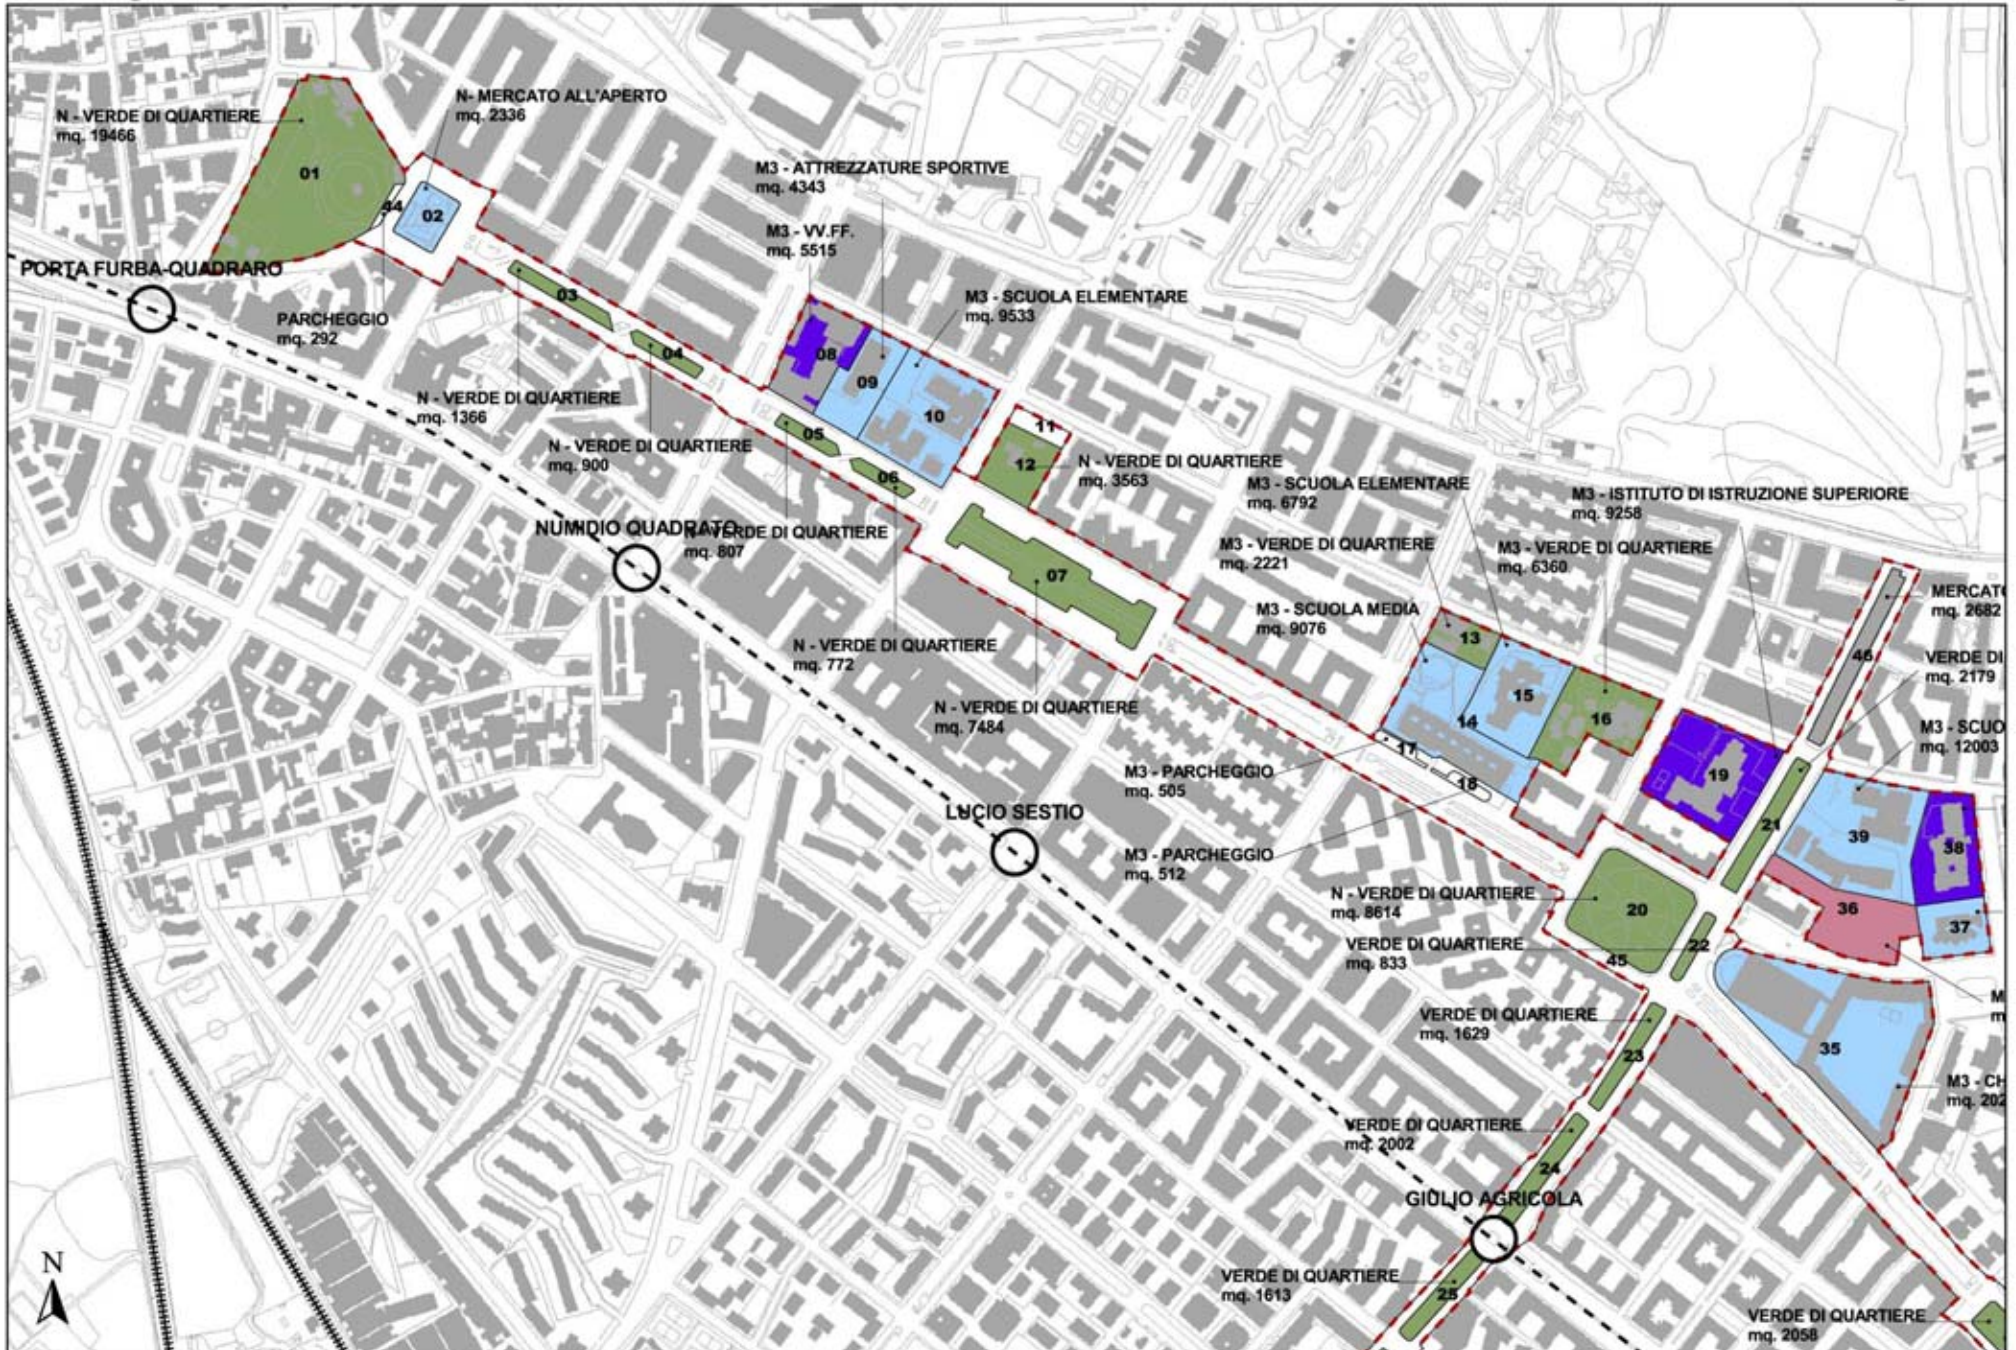 N - VERDE DI QUARTIERE
mq. 19466
01
44
02
N- MERCATO ALL'APERTO
mq. 2336
PORTA FURBA-QUADRARO
PARCHEGGIO
mq. 292
03
04
N - VERDE DI QUARTIERE
mq. 1366
N - VERDE DI QUARTIERE
mq. 900
M3 - ATTREZZATURE SPORTIVE
mq. 4343
M3 - VV.FF.
mq. 5515
M3 - SCUOLA ELEMENTARE
mq. 9533
08
09
10
05
06
11
12
N - VERDE DI QUARTIERE
mq. 3563
NUMIDIO QUADRATO
N - VERDE DI QUARTIERE
mq. 807
N - VERDE DI QUARTIERE
mq. 772
07
N - VERDE DI QUARTIERE
mq. 7484
M3 - SCUOLA ELEMENTARE
mq. 6792
M3 - VERDE DI QUARTIERE
mq. 2221
M3 - SCUOLA MEDIA
mq. 9076
M3 - ISTITUTO DI ISTRUZIONE SUPERIORE
mq. 9258
M3 - VERDE DI QUARTIERE
mq. 6360
13
14
15
16
17
18
M3 - PARCHEGGIO
mq. 505
M3 - PARCHEGGIO
mq. 512
LUCIO SESTIO
19
46
MERCATO
mq. 2682
VERDE DI
mq. 2179
M3 - SCUO
mq. 12003
21
39
38
36
37
N - VERDE DI QUARTIERE
mq. 8614
20
45
22
VERDE DI QUARTIERE
mq. 833
M
m
35
M3 - CH
mq. 202
VERDE DI QUARTIERE
mq. 1629
23
VERDE DI QUARTIERE
mq. 2002
24
GIULIO AGRICOLA
VERDE DI QUARTIERE
mq. 1613
25
VERDE DI QUARTIERE
mq. 2058
N